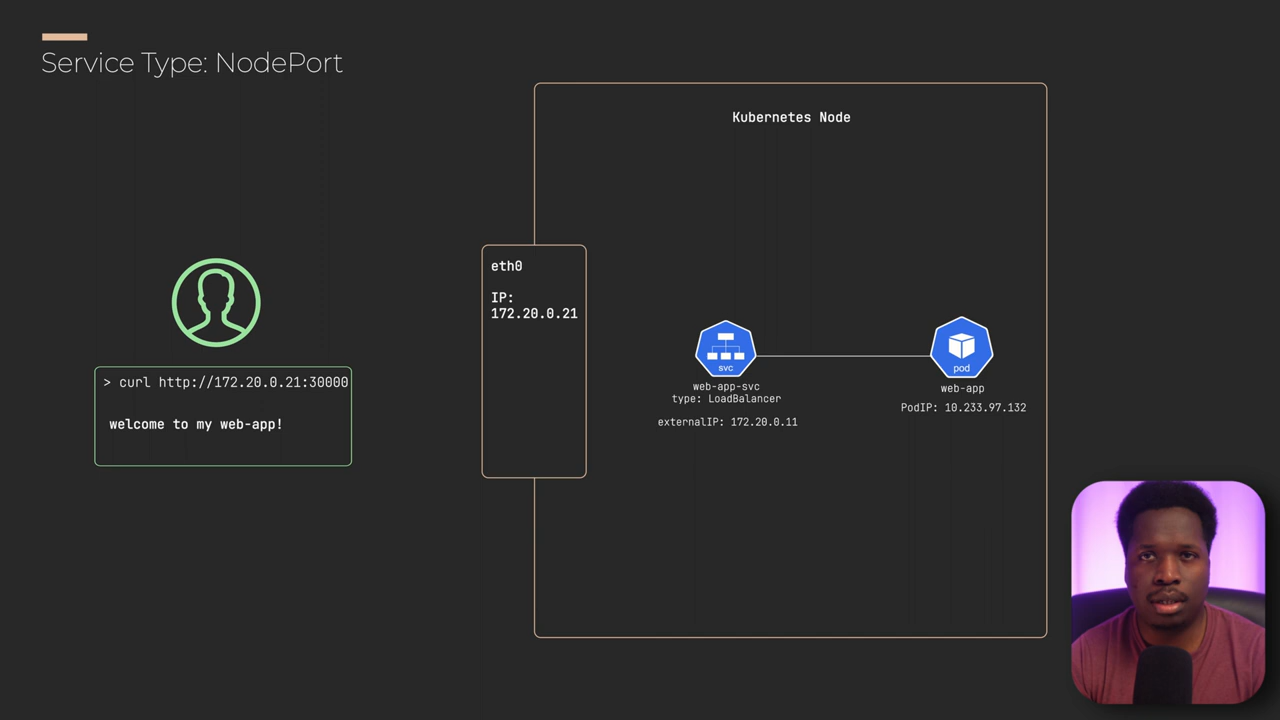 Service Type: NodePort
Kubernetes Node
eth0
IP:
172.20.0.21
> curl http://172.20.0.21:30000
welcome to my web-app!
svc
web-app-svc
type: LoadBalancer
externalIP: 172.20.0.11
pod
web-app
PodIP: 10.233.97.132